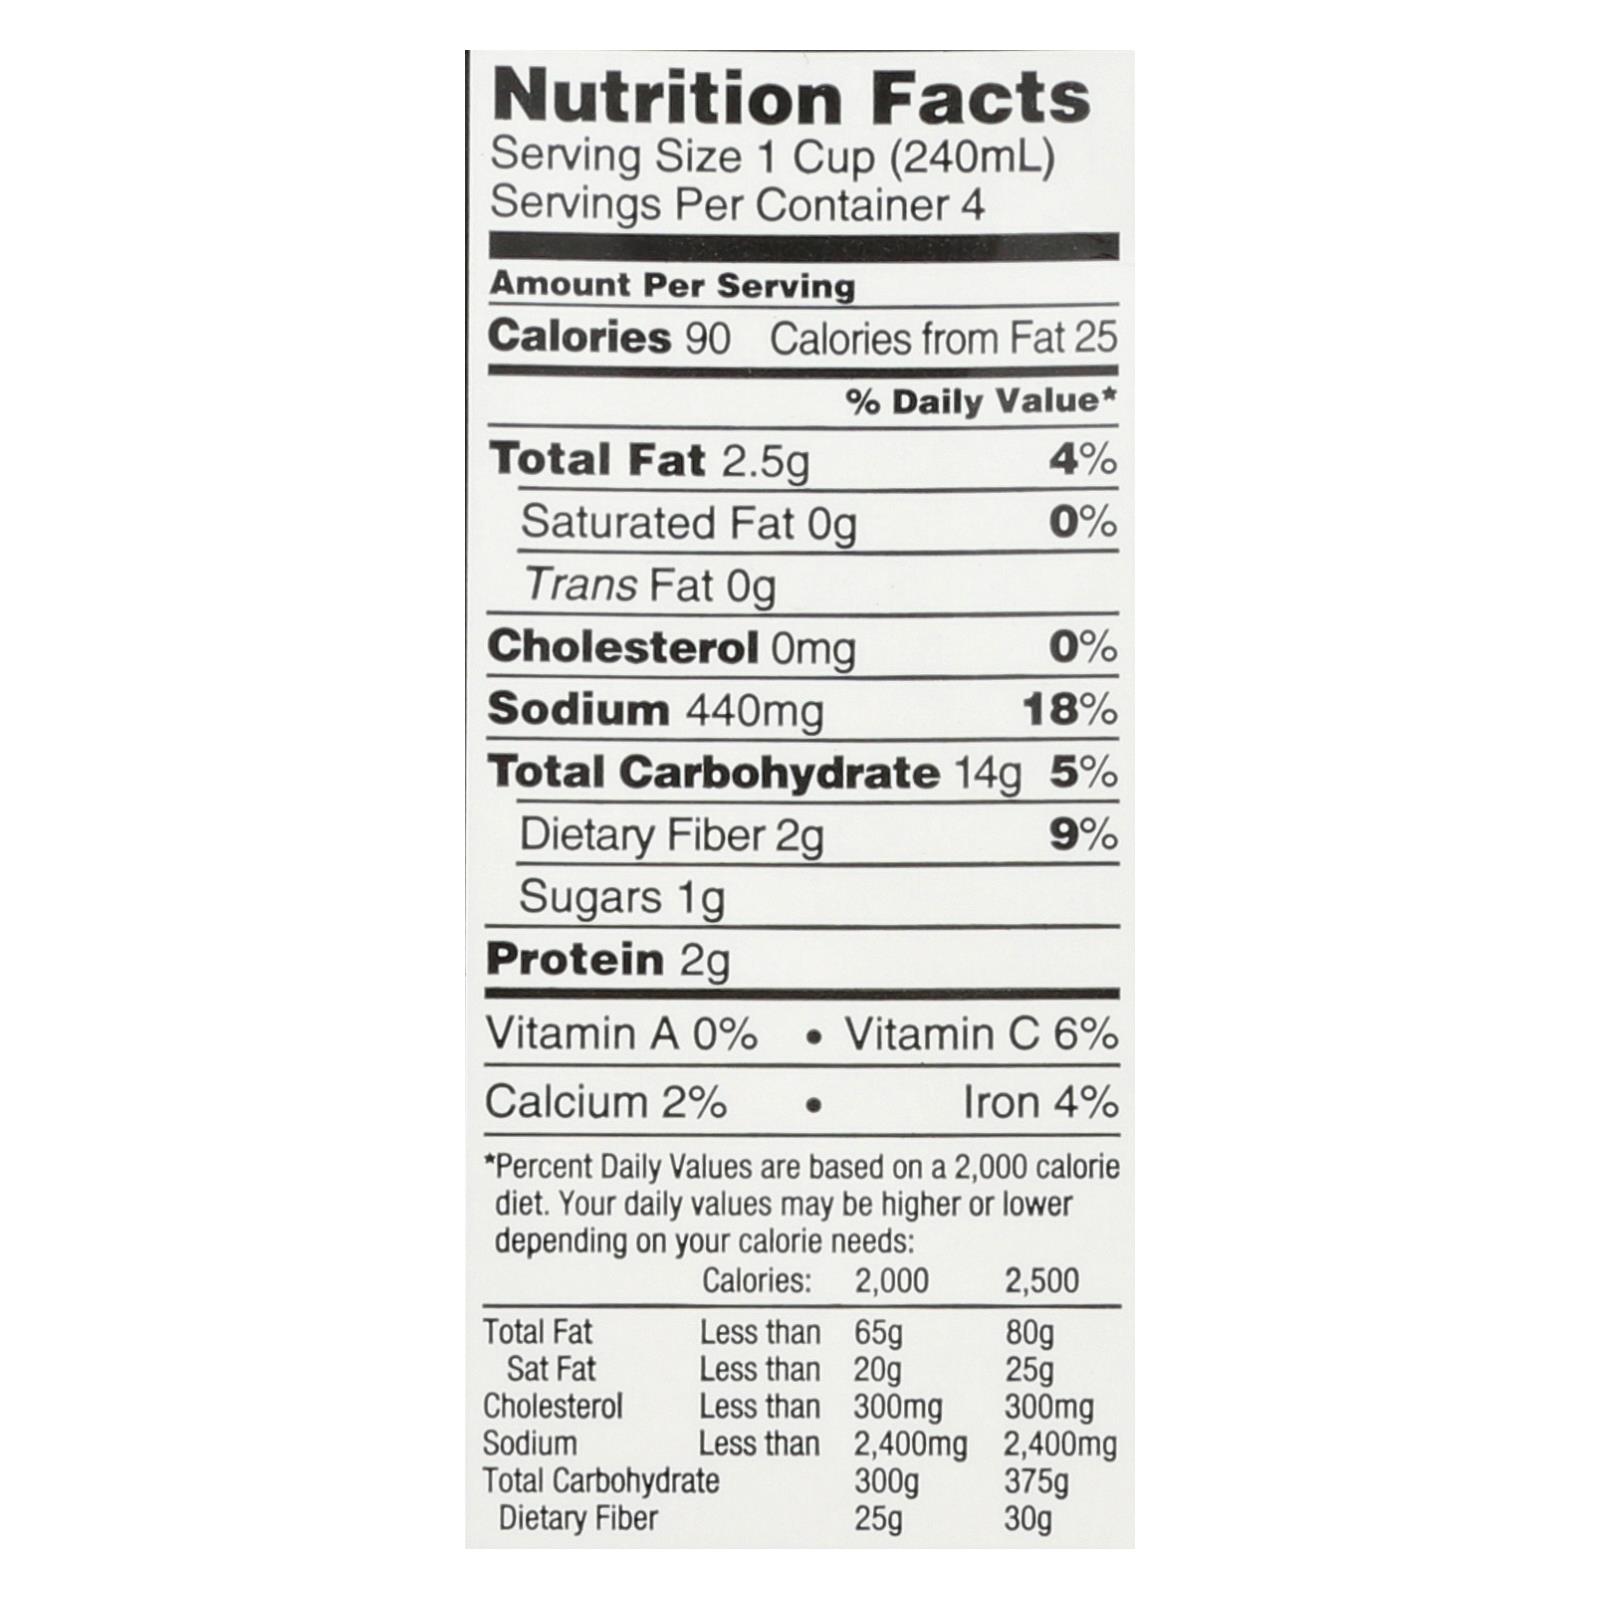 Nutrition Facts
Serving Size 1 Cup (240mL)
Servings Per Container 4
Amount Per Serving
Calories 90 Calories from Fat 25
% Daily Value*
Total Fat 2.5g 4%
Saturated Fat 0g 0%
Trans Fat 0g
Cholesterol 0mg 0%
Sodium 440mg 18%
Total Carbohydrate 14g 5%
Dietary Fiber 2g 9%
Sugars 1g
Protein 2g
Vitamin A 0% • Vitamin C 6%
Calcium 2% • Iron 4%
*Percent Daily Values are based on a 2,000 calorie
diet. Your daily values may be higher or lower
depending on your calorie needs:
Calories: 2,000 2,500
Total Fat Less than 65g 80g
Sat Fat Less than 20g 25g
Cholesterol Less than 300mg 300mg
Sodium Less than 2,400mg 2,400mg
Total Carbohydrate 300g 375g
Dietary Fiber 25g 30g